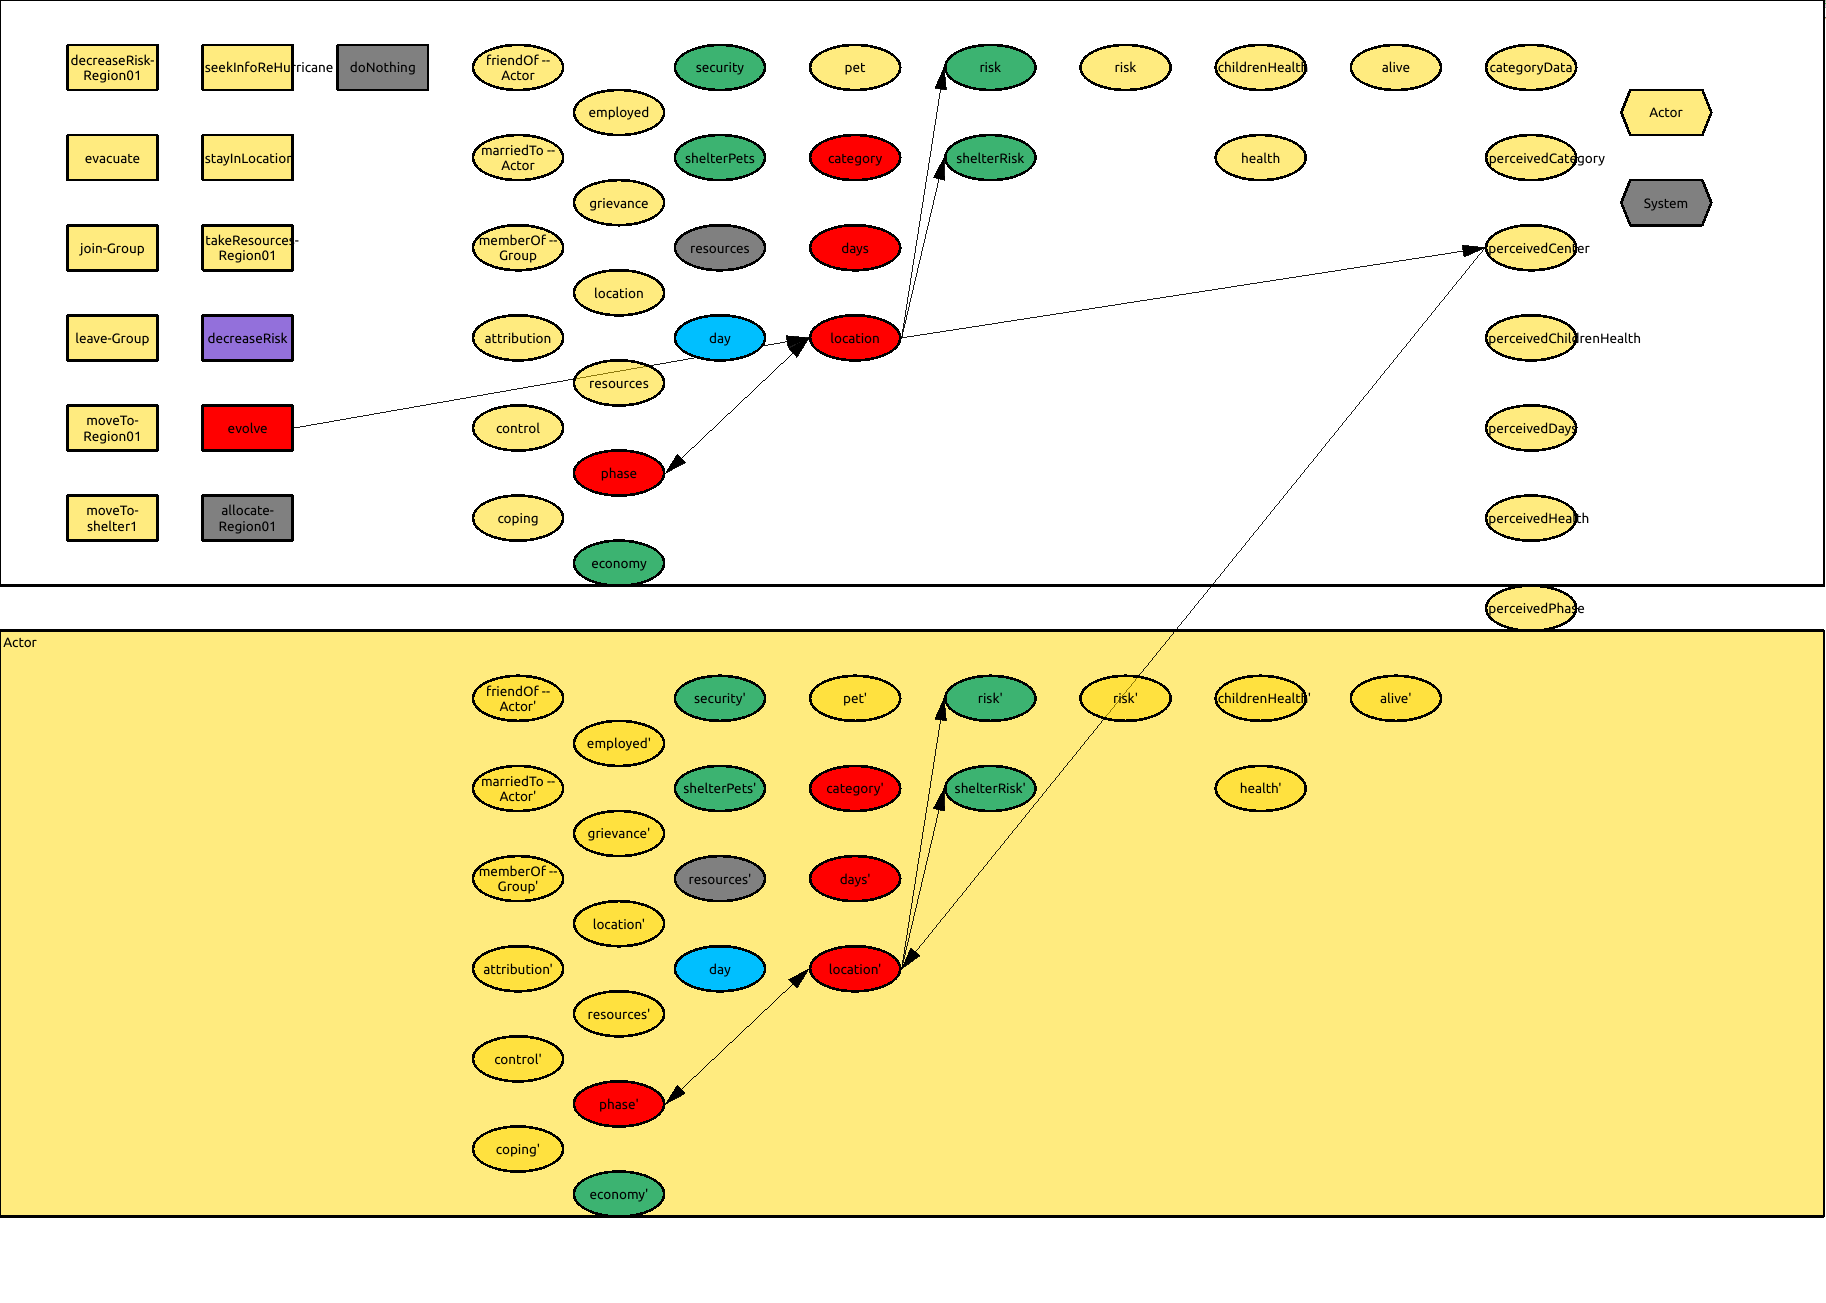 decreaseRisk-
Region01
seekInfoReHurricane
doNothing
friendOf --
Actor
security
pet
risk
risk
childrenHealth
alive
categoryData
employed
Actor
evacuate
stayInLocation
marriedTo --
Actor
shelterPets
category
shelterRisk
health
perceivedCategory
grievance
System
join-Group
takeResources-
Region01
memberOf --
Group
resources
days
perceivedCenter
location
leave-Group
decreaseRisk
attribution
day
location
perceivedChildrenHealth
resources
moveTo-
Region01
evolve
control
perceivedDays
phase
moveTo-
shelter1
allocate-
Region01
coping
perceivedHealth
economy
perceivedPhase
Actor
friendOf --
Actor'
security'
pet'
risk'
risk'
childrenHealth'
alive'
employed'
marriedTo --
Actor'
shelterPets'
category'
shelterRisk'
health'
grievance'
memberOf --
Group'
resources'
days'
location'
attribution'
day
location'
resources'
control'
phase'
coping'
economy'